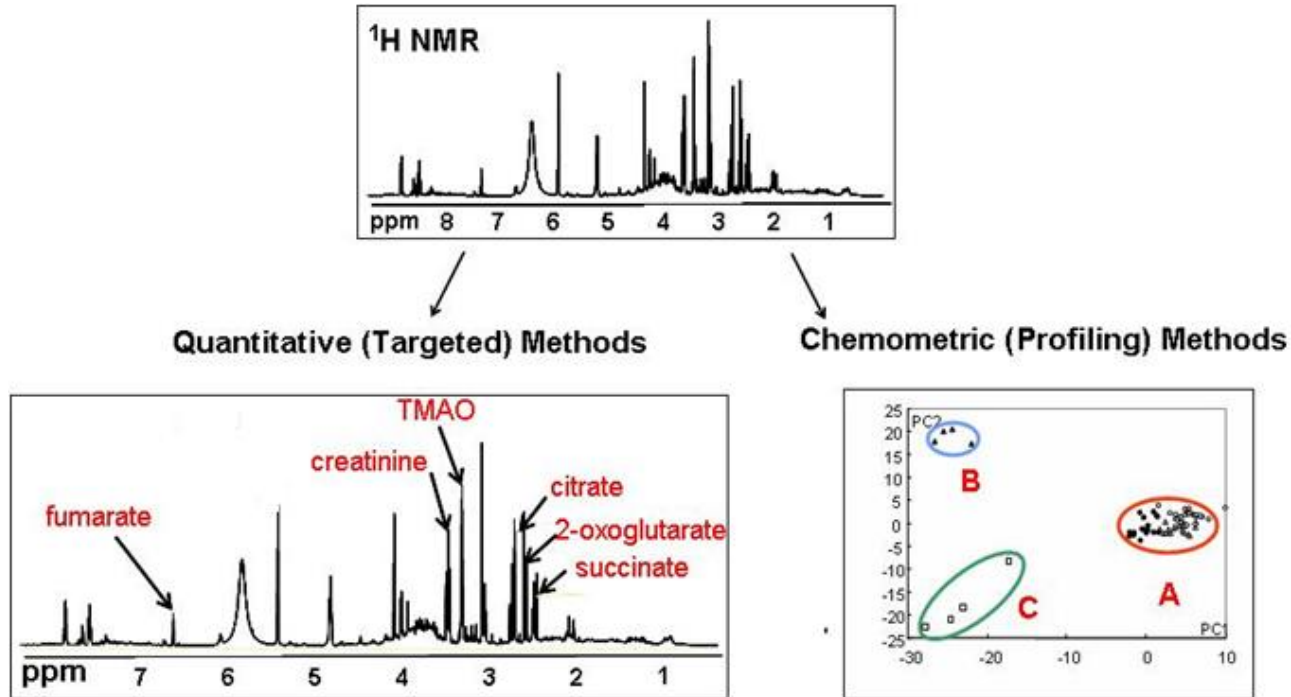 ¹H NMR
ppm 8 7 6 5 4 3 2 1
Quantitative (Targeted) Methods
TMAO
creatinine
citrate
fumarate
2-oxoglutarate
succinate
ppm 7 6 5 4 3 2 1
Chemometric (Profiling) Methods
25
PC2
20
15
10
B
5
0
-5
-10
A
C
-15
-20
-25
PC1
-30 -20 -10 0 10